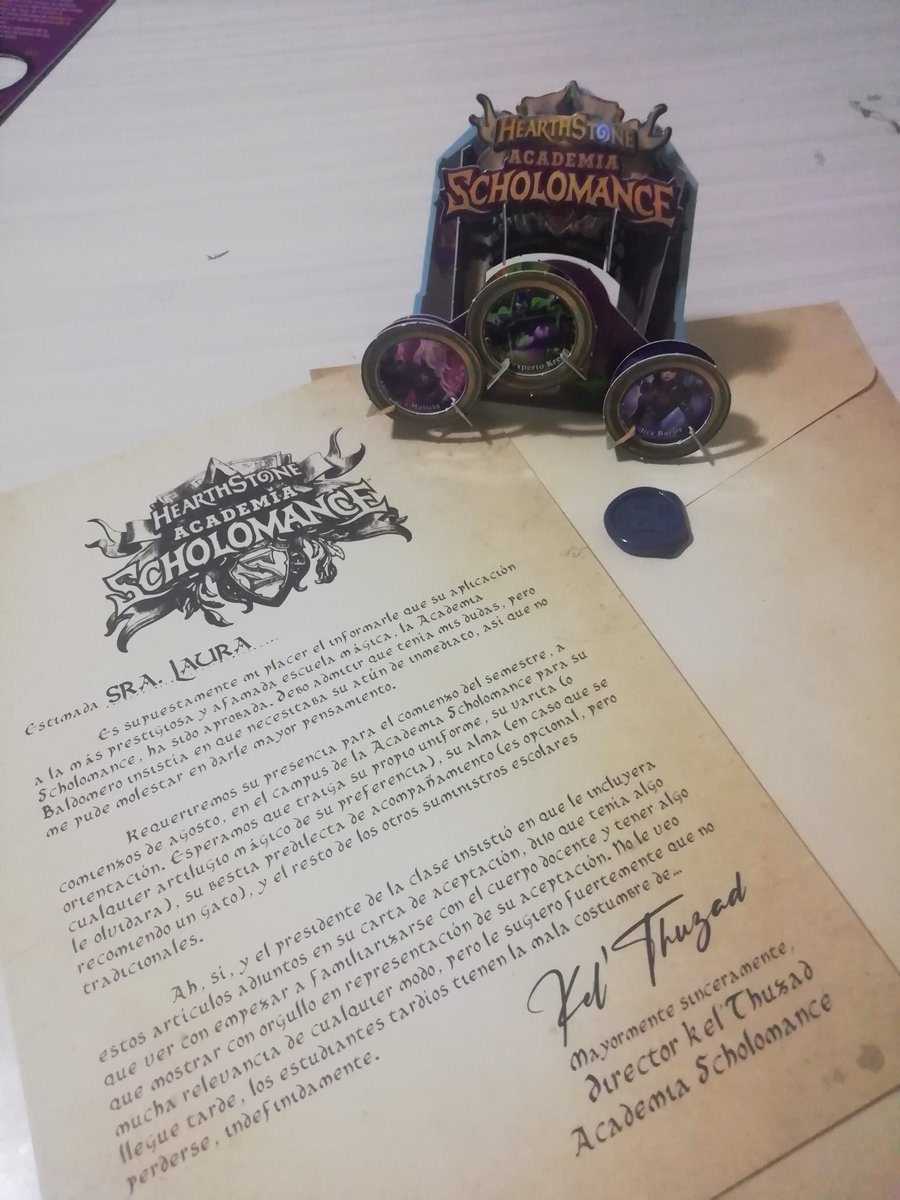 HEARTHSTONE
ACADEMIA
SCHOLOMANCE
HEARTHSTONE
ACADEMIA
SCHOLOMANCE
S
Estimada SRA. LAURA
Es supuestamente mi placer el informarle que su aplicación
a la más prestigiosa y afamada escuela mágica, la Academia
Scholomance, ha sido aprobada. Debo admitir que tenía mis dudas, pero
Baldomero insistía en que necesitaba su atún de inmediato, así que no
me pude molestar en darle mayor pensamiento.
Requeriremos su presencia para el comienzo del semestre, a
comienzos de agosto, en el campus de la Academia Scholomance para su
orientación. Esperamos que traiga su propio uniforme, su varita (o
cualquier artilugio mágico de su preferencia), su alma (en caso que se
le olvidara), su bestia predilecta de acompañamiento (es opcional, pero
recomiendo un gato), y el resto de los otros suministros escolares
tradicionales.
Ah, si, y el presidente de la clase insistió en que le incluyera
estos artículos adjuntos en su carta de aceptación, dijo que tenía algo
que ver con empezar a familiarizarse con el cuerpo docente y tener algo
que mostrar con orgullo en representación de su aceptación. No le veo
mucha relevancia de cualquier modo, pero le sugiero fuertemente que no
llegue tarde, los estudiantes tardíos tienen la mala costumbre de...
perderse, indefinidamente.
Kel'Thuzad
Mayormente sinceramente,
Director Kel'Thuzad
Academia Scholomance